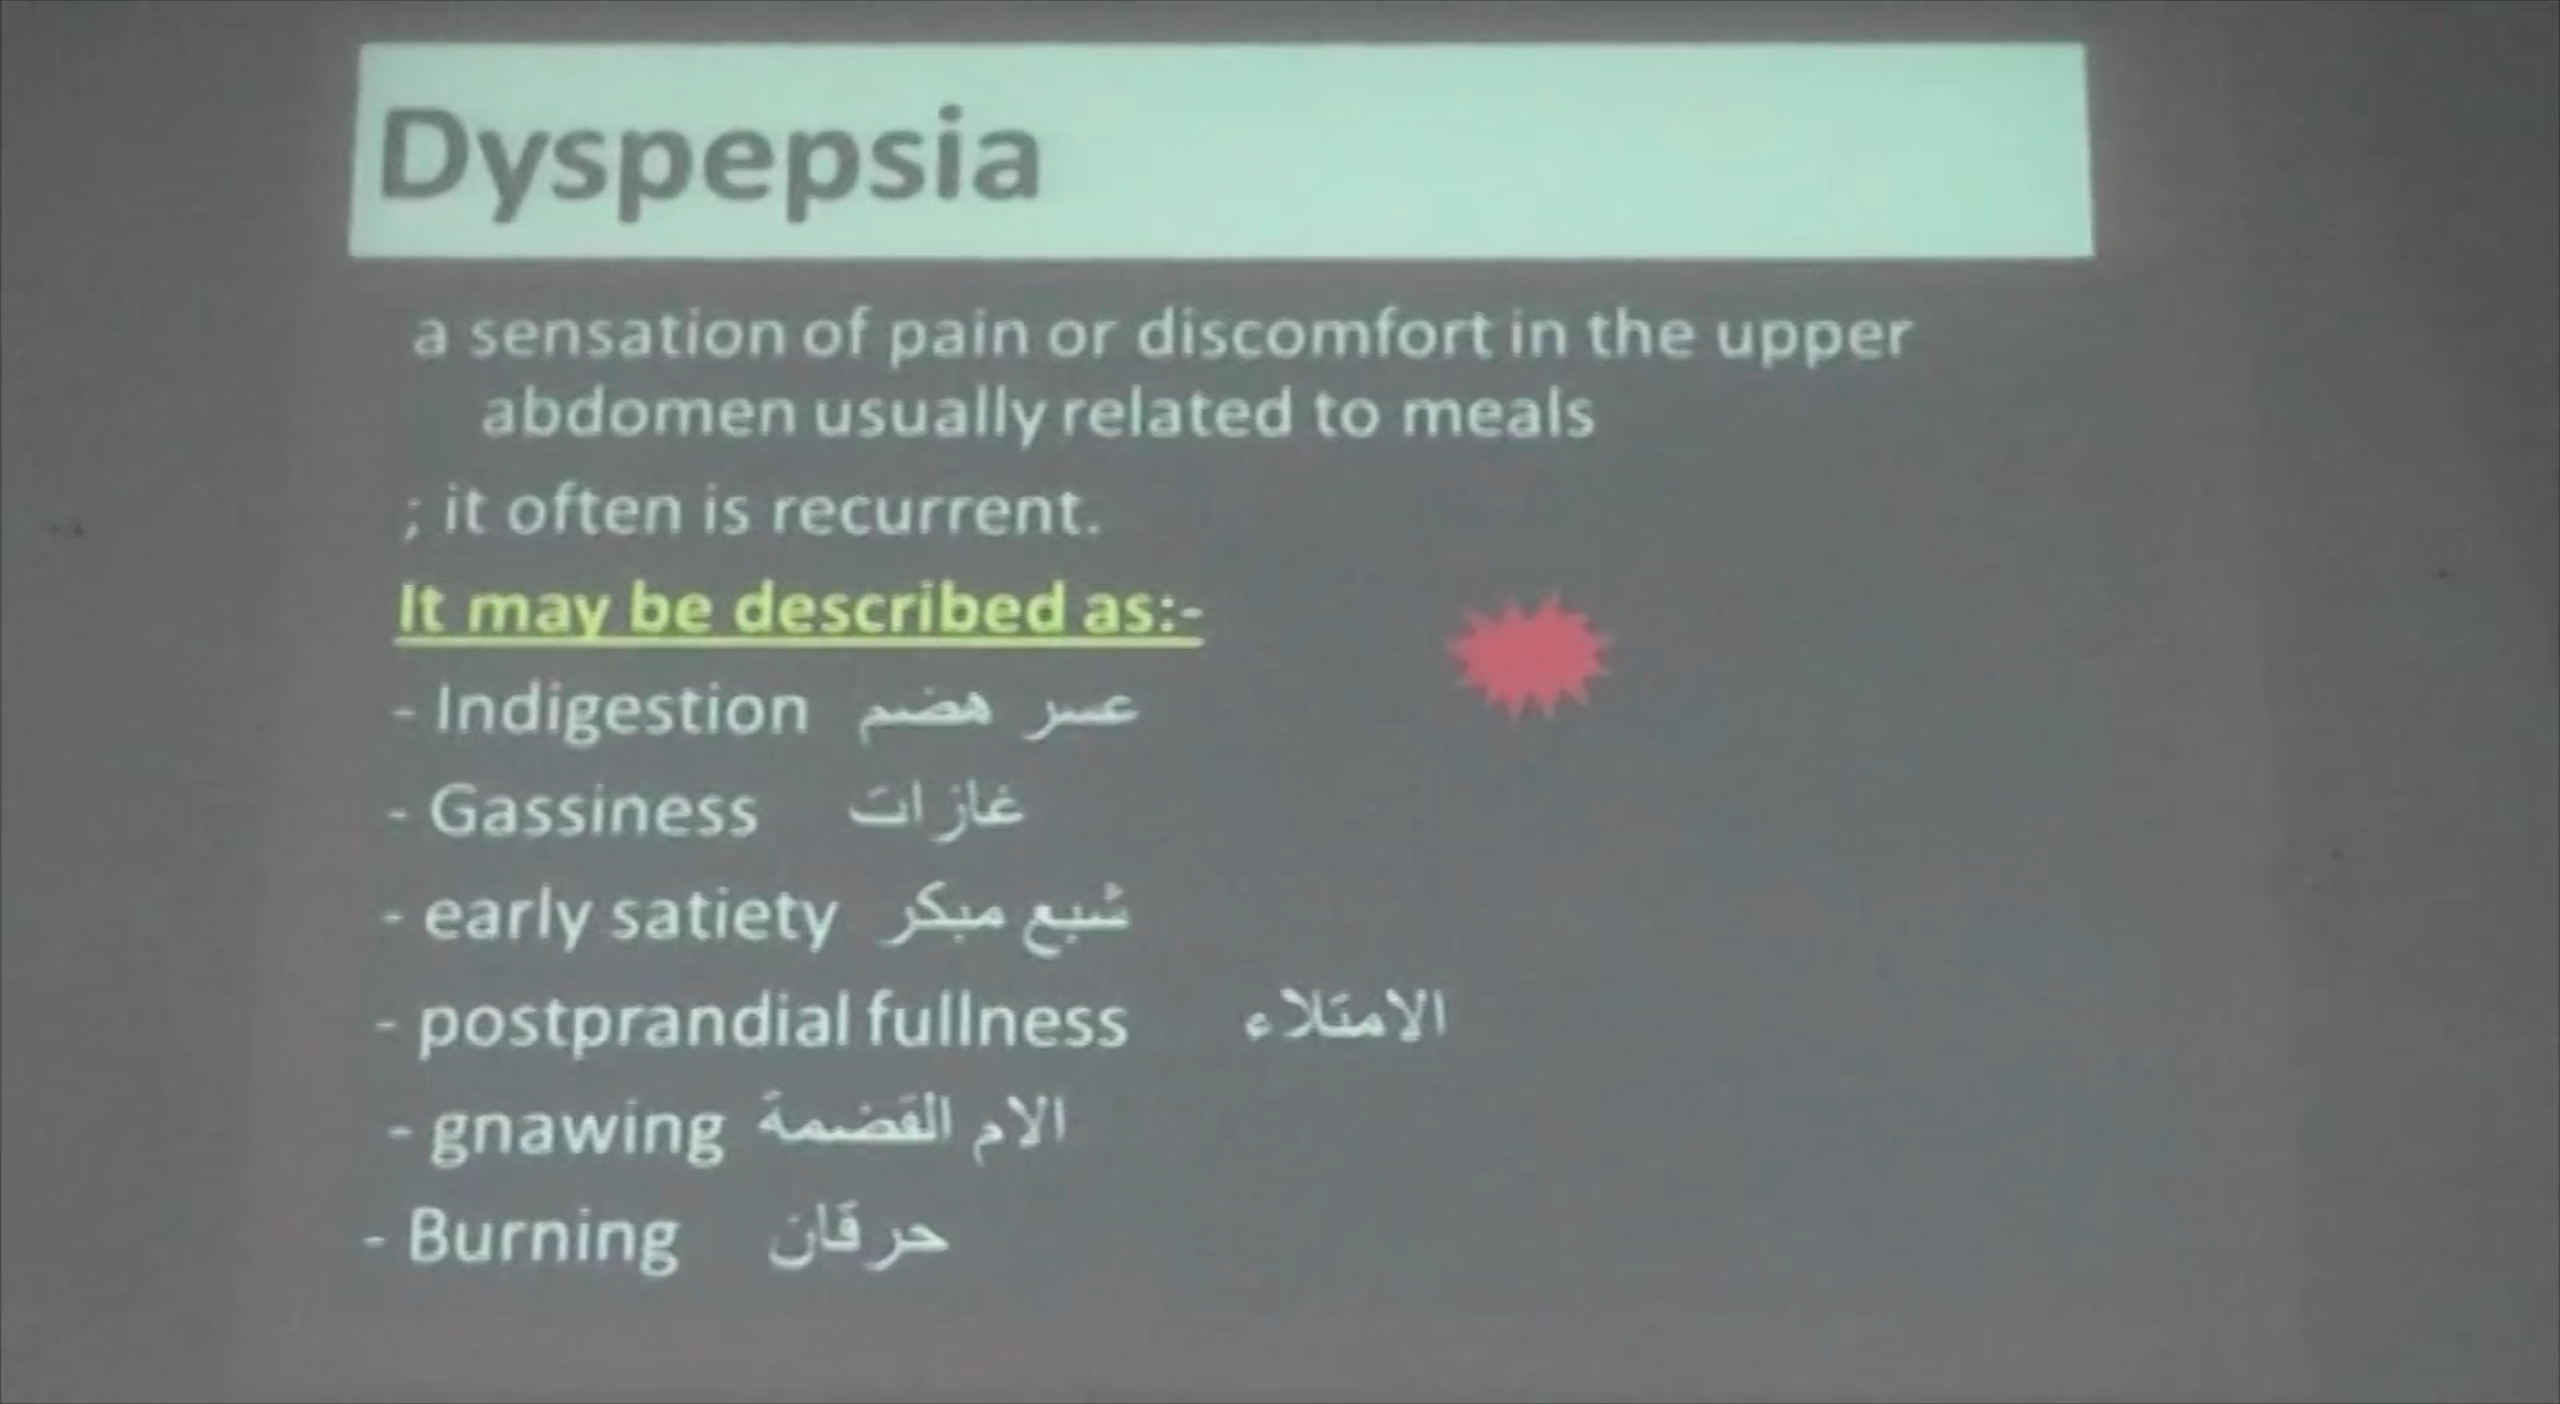 Dyspepsia
a sensation of pain or discomfort in the upper
abdomen usually related to meals
; it often is recurrent.
It may be described as:-
- Indigestion عسر هضم
- Gassiness غازات
- early satiety شبع مبكر
- postprandial fullness الامتلاء
- gnawing الام القضمة
- Burning حرقان